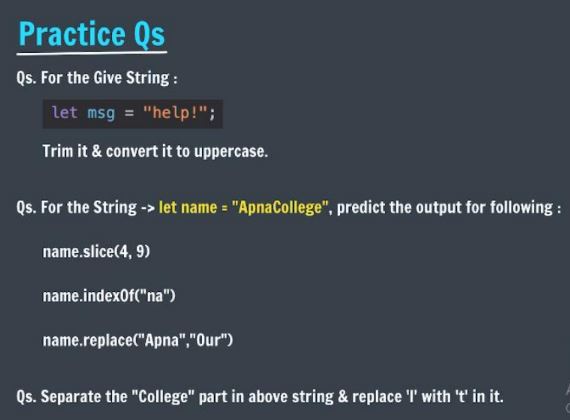 Practice Qs
Qs. For the Give String :
let msg = "help!";
Trim it & convert it to uppercase.
Qs. For the String -> let name = "ApnaCollege", predict the output for following :
name.slice(4, 9)
name.indexOf("na")
name.replace("Apna","Our")
Qs. Separate the "College" part in above string & replace 'l' with 't' in it.